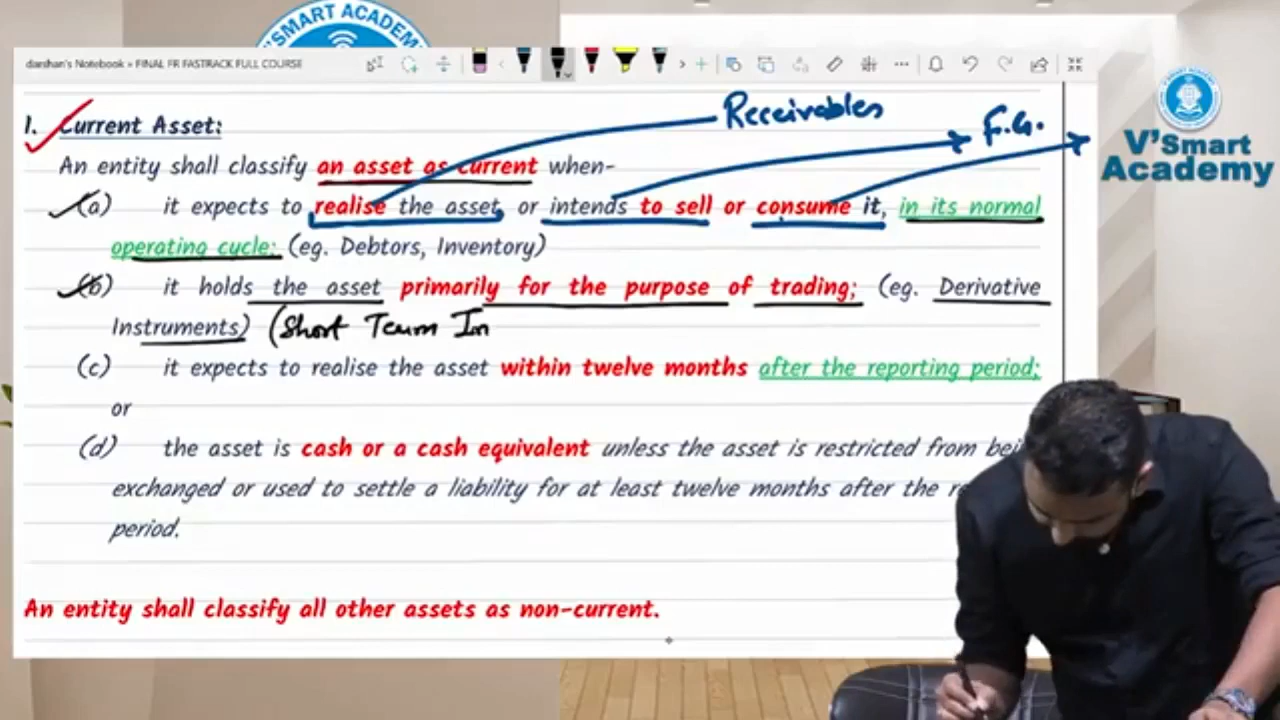 V'SMART ACADEMY
darshan's Notebook » FINAL FR FASTRACK FULL COURSE
Receivables
F.G.
1. Current Asset:
An entity shall classify an asset as current when-
(a) it expects to realise the asset, or intends to sell or consume it, in its normal
operating cycle; (eg. Debtors, Inventory)
(b) it holds the asset primarily for the purpose of trading; (eg. Derivative
Instruments) (Short Term In
(c) it expects to realise the asset within twelve months after the reporting period;
or
(d) the asset is cash or a cash equivalent unless the asset is restricted from bei
exchanged or used to settle a liability for at least twelve months after the re
period.
An entity shall classify all other assets as non-current.
V'Smart
Academy